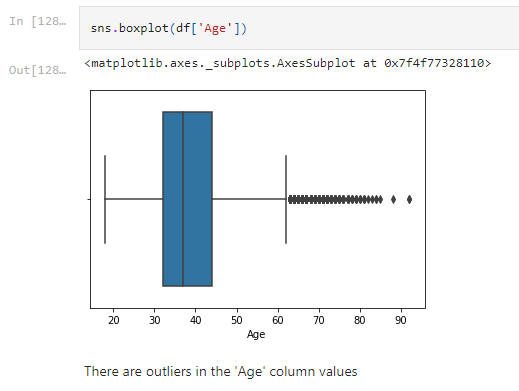 In [128…
sns.boxplot(df['Age'])
Out[128…
<matplotlib.axes._subplots.AxesSubplot at 0x7f4f77328110>
20 30 40 50 60 70 80 90
Age
There are outliers in the 'Age' column values